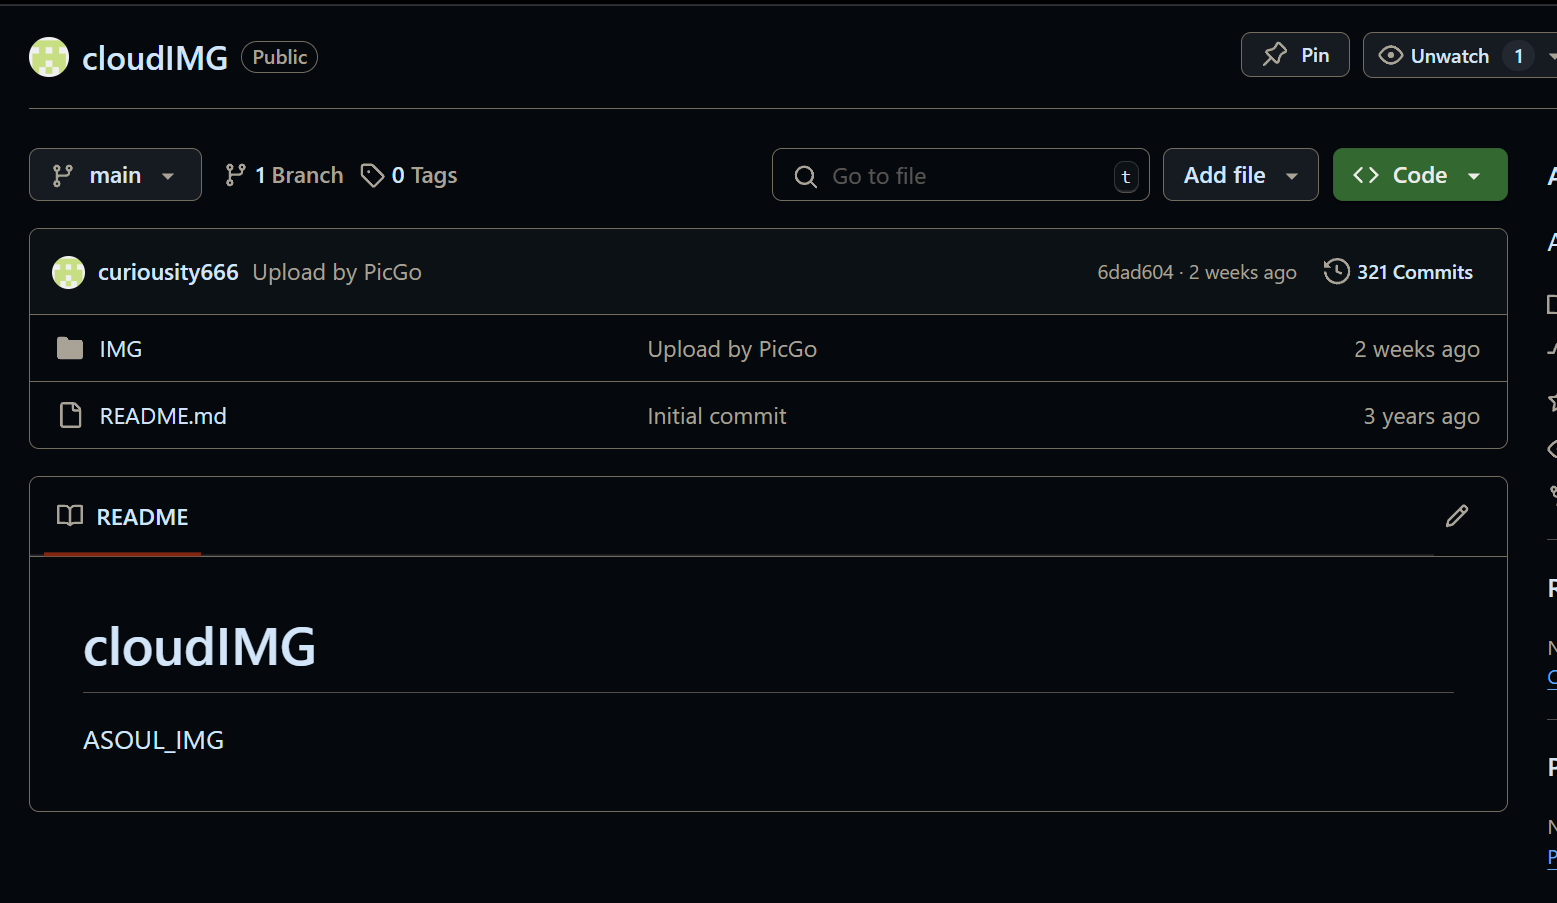 cloudIMG Public Pin Unwatch 1
main 1 Branch 0 Tags Go to file t Add file Code
curiousity666 Upload by PicGo 6dad604 · 2 weeks ago 321 Commits
IMG Upload by PicGo 2 weeks ago
README.md Initial commit 3 years ago
README
cloudIMG
ASOUL_IMG